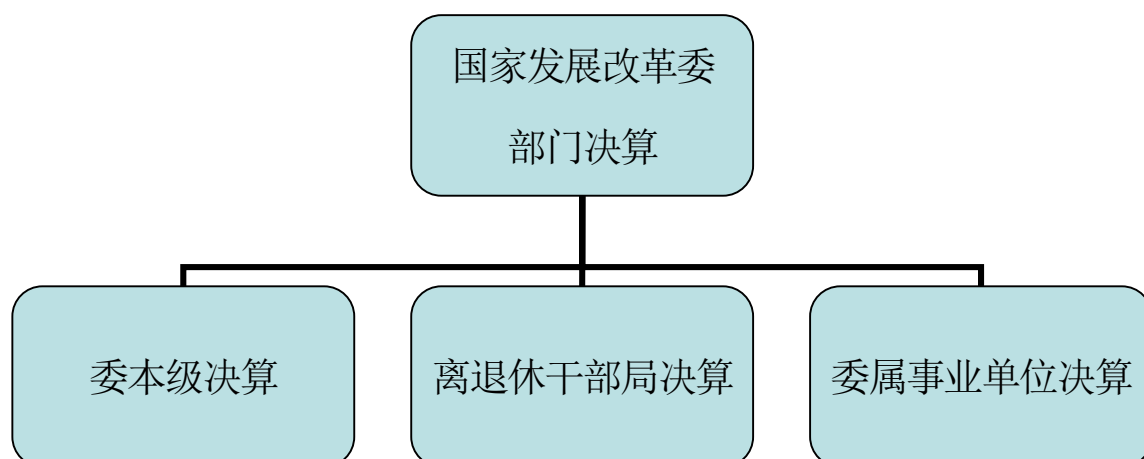 国家发展改革委
部门决算
委本级决算
离退休干部局决算
委属事业单位决算